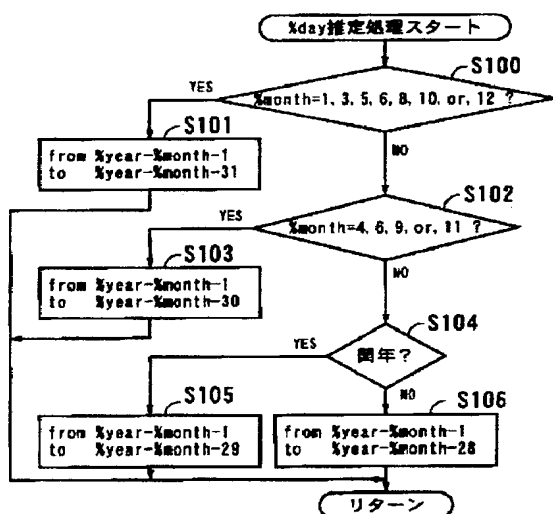 %day推定処理スタート
S100
YES
%month=1, 3, 5, 6, 8, 10, or, 12 ?
S101
NO
from %year-%month-1
to %year-%month-31
S102
YES
%month=4, 6, 9, or, 11 ?
S103
NO
from %year-%month-1
to %year-%month-30
S104
YES
閏年?
S105
NO
S106
from %year-%month-1
to %year-%month-29
from %year-%month-1
to %year-%month-28
リターン